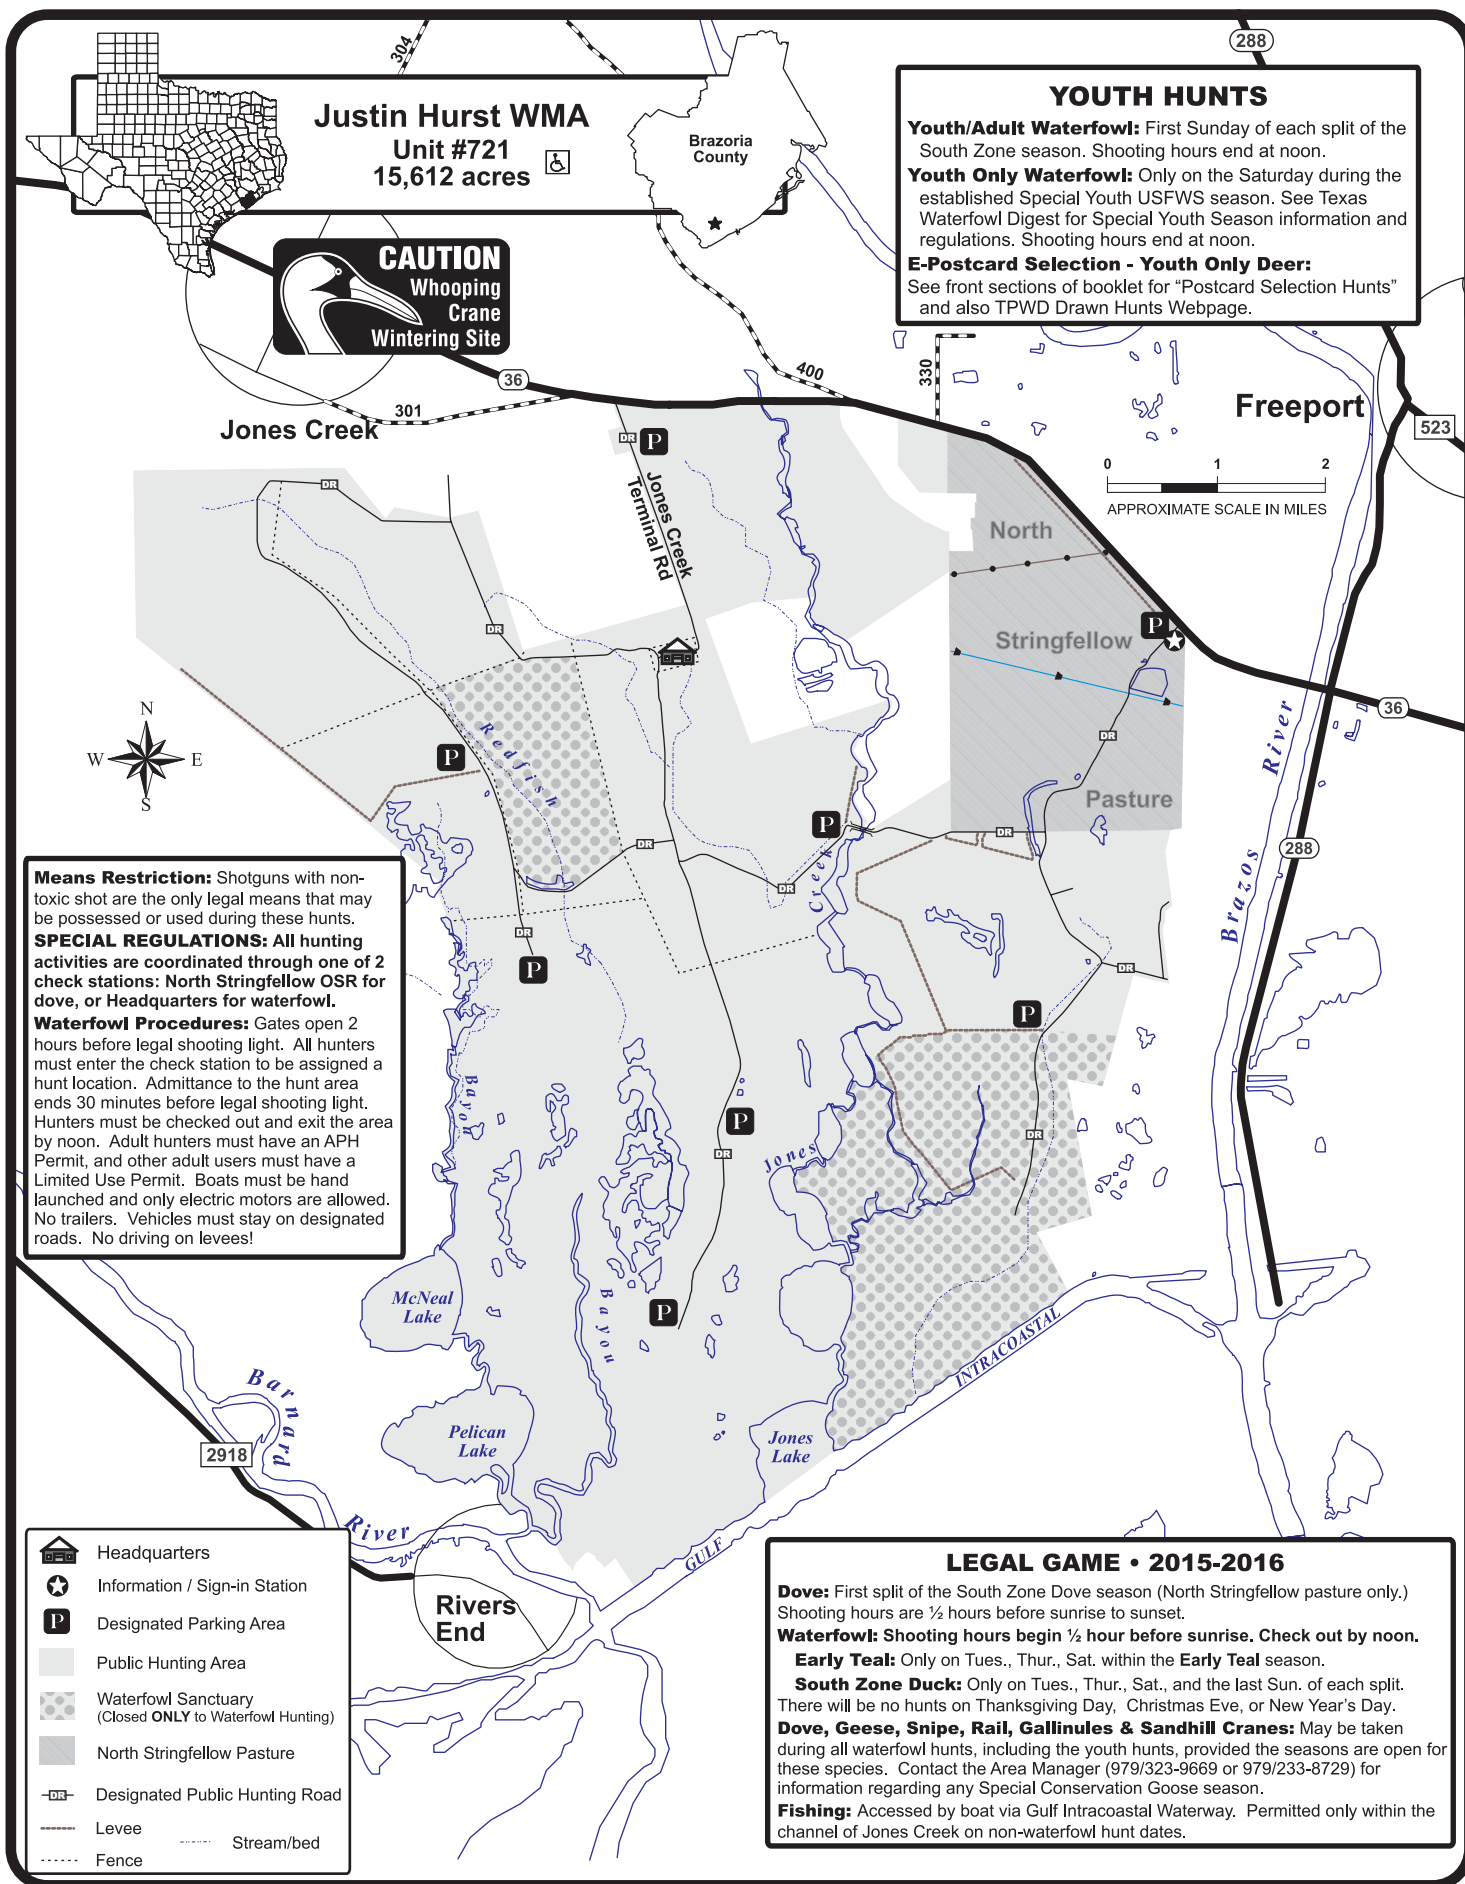 304
288
Justin Hurst WMA
Unit #721
15,612 acres
Brazoria
County
YOUTH HUNTS
Youth/Adult Waterfowl: First Sunday of each split of the
South Zone season. Shooting hours end at noon.
Youth Only Waterfowl: Only on the Saturday during the
established Special Youth USFWS season. See Texas
Waterfowl Digest for Special Youth Season information and
regulations. Shooting hours end at noon.
E-Postcard Selection - Youth Only Deer:
See front sections of booklet for “Postcard Selection Hunts”
and also TPWD Drawn Hunts Webpage.
CAUTION
Whooping
Crane
Wintering Site
36
400
330
301
Jones Creek
Freeport
523
0 1 2
APPROXIMATE SCALE IN MILES
DR
P
Jones Creek
Terminal Rd
DR
North
DR
P
Stringfellow
N
W E
S
P
Redfish
DR
36
River
Pasture
P
DR
DR
288
Creek
DR
Brazos
DR
P
DR
P
Means Restriction: Shotguns with non-
toxic shot are the only legal means that may
be possessed or used during these hunts.
SPECIAL REGULATIONS: All hunting
activities are coordinated through one of 2
check stations: North Stringfellow OSR for
dove, or Headquarters for waterfowl.
Waterfowl Procedures: Gates open 2
hours before legal shooting light. All hunters
must enter the check station to be assigned a
hunt location. Admittance to the hunt area
ends 30 minutes before legal shooting light.
Hunters must be checked out and exit the area
by noon. Adult hunters must have an APH
Permit, and other adult users must have a
Limited Use Permit. Boats must be hand
launched and only electric motors are allowed.
No trailers. Vehicles must stay on designated
roads. No driving on levees!
Bayou
P
DR
DR
Jones
McNeal
Lake
Bayou
P
INTRACOASTAL
Barnard
2918
Pelican
Lake
Jones
Lake
River
GULF
Rivers
End
Headquarters
Information / Sign-in Station
P Designated Parking Area
Public Hunting Area
Waterfowl Sanctuary
(Closed ONLY to Waterfowl Hunting)
North Stringfellow Pasture
DR Designated Public Hunting Road
Levee
Stream/bed
Fence
LEGAL GAME • 2015-2016
Dove: First split of the South Zone Dove season (North Stringfellow pasture only.)
Shooting hours are ½ hours before sunrise to sunset.
Waterfowl: Shooting hours begin ½ hour before sunrise. Check out by noon.
Early Teal: Only on Tues., Thur., Sat. within the Early Teal season.
South Zone Duck: Only on Tues., Thur., Sat., and the last Sun. of each split.
There will be no hunts on Thanksgiving Day, Christmas Eve, or New Year’s Day.
Dove, Geese, Snipe, Rail, Gallinules & Sandhill Cranes: May be taken
during all waterfowl hunts, including the youth hunts, provided the seasons are open for
these species. Contact the Area Manager (979/323-9669 or 979/233-8729) for
information regarding any Special Conservation Goose season.
Fishing: Accessed by boat via Gulf Intracoastal Waterway. Permitted only within the
channel of Jones Creek on non-waterfowl hunt dates.